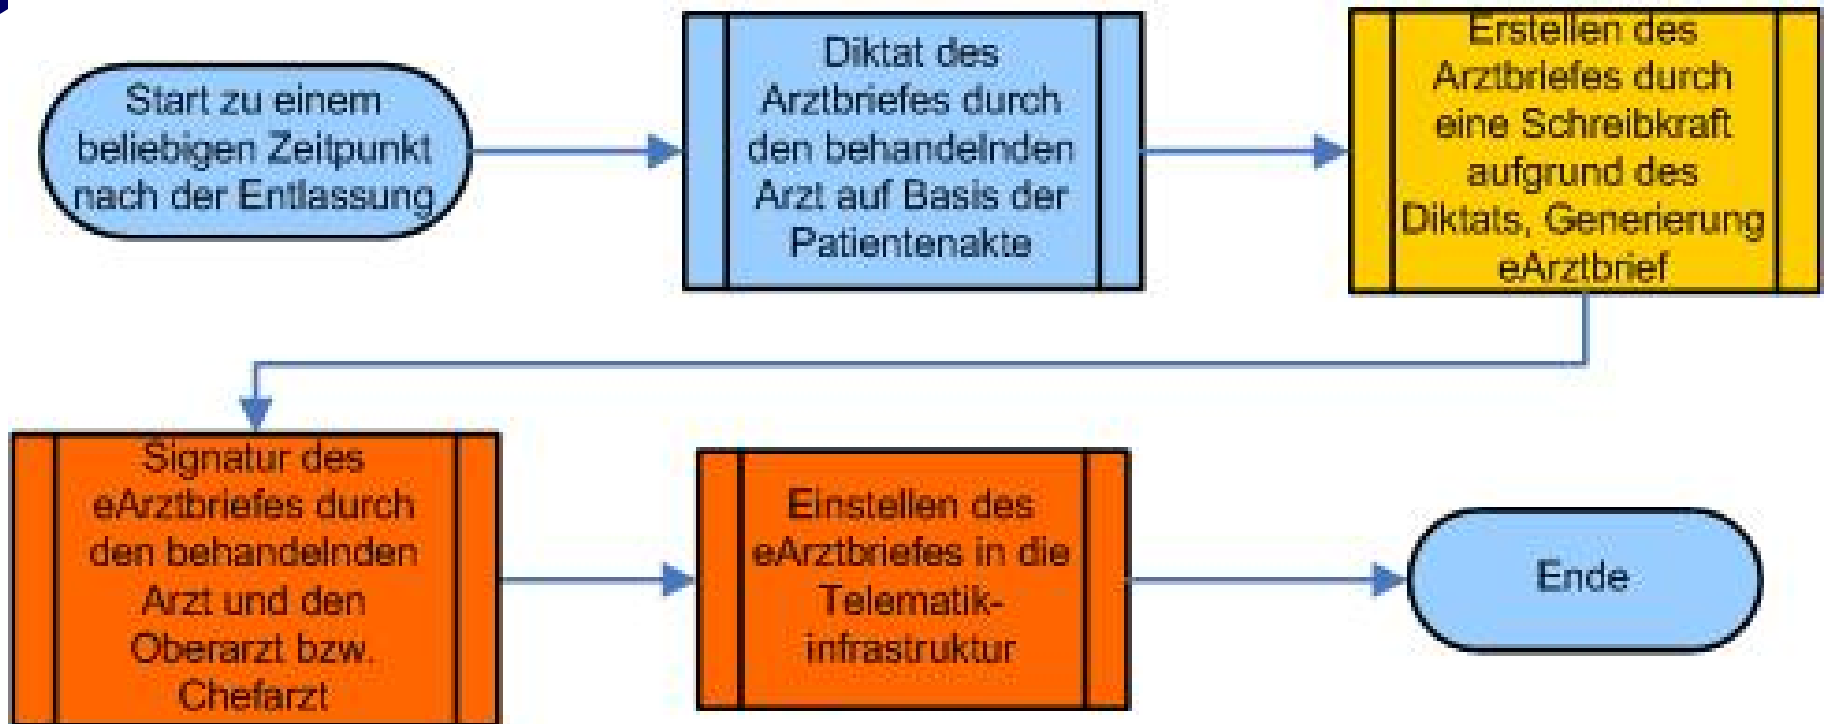 Start zu einem
beliebigen Zeitpunkt
nach der Entlassung
Diktat des
Arztbriefes durch
den behandelnden
Arzt auf Basis der
Patientenakte
Erstellen des
Arztbriefes durch
eine Schreibkraft
aufgrund des
Diktats, Generierung
eArztbrief
Signatur des
eArztbriefes durch
den behandelnden
Arzt und den
Oberarzt bzw.
Chefarzt
Einstellen des
eArztbriefes in die
Telematik-
infrastruktur
Ende